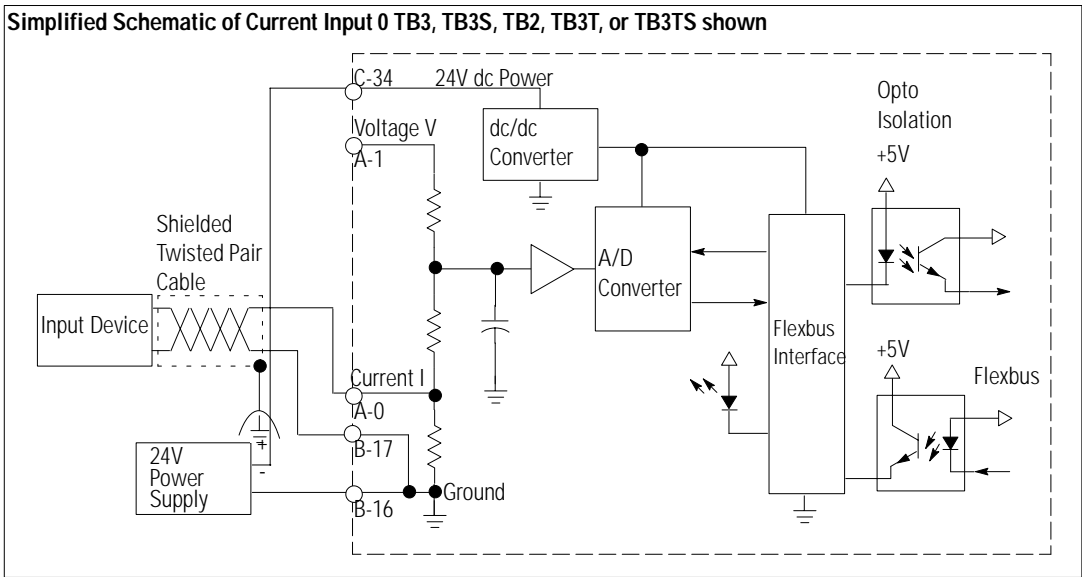 Simplified Schematic of Current Input 0 TB3, TB3S, TB2, TB3T, or TB3TS shown
C-34
24V dc Power
Voltage V
A-1
dc/dc
Converter
Opto
Isolation
+5V
Shielded
Twisted Pair
Cable
Input Device
A/D
Converter
Flexbus
Interface
+5V
Flexbus
Current I
A-0
B-17
+
-
24V
Power
Supply
Ground
B-16